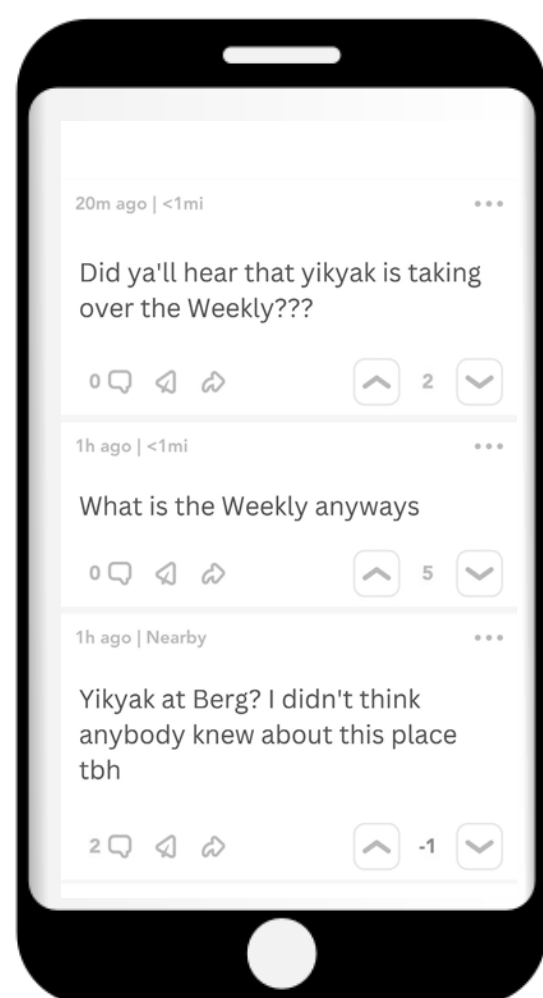 20m ago | <1mi
Did ya'll hear that yikyak is taking
over the Weekly???
0 2
1h ago | <1mi
What is the Weekly anyways
0 5
1h ago | Nearby
Yikyak at Berg? I didn't think
anybody knew about this place
tbh
2 -1